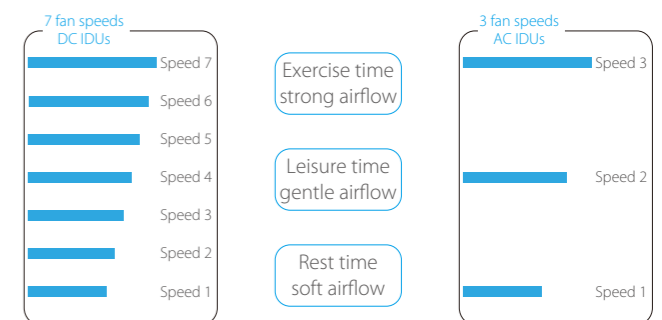 7 fan speeds
DC IDUs
Speed 7
Speed 6
Speed 5
Speed 4
Speed 3
Speed 2
Speed 1
Exercise time
strong airflow
Leisure time
gentle airflow
Rest time
soft airflow
3 fan speeds
AC IDUs
Speed 3
Speed 2
Speed 1